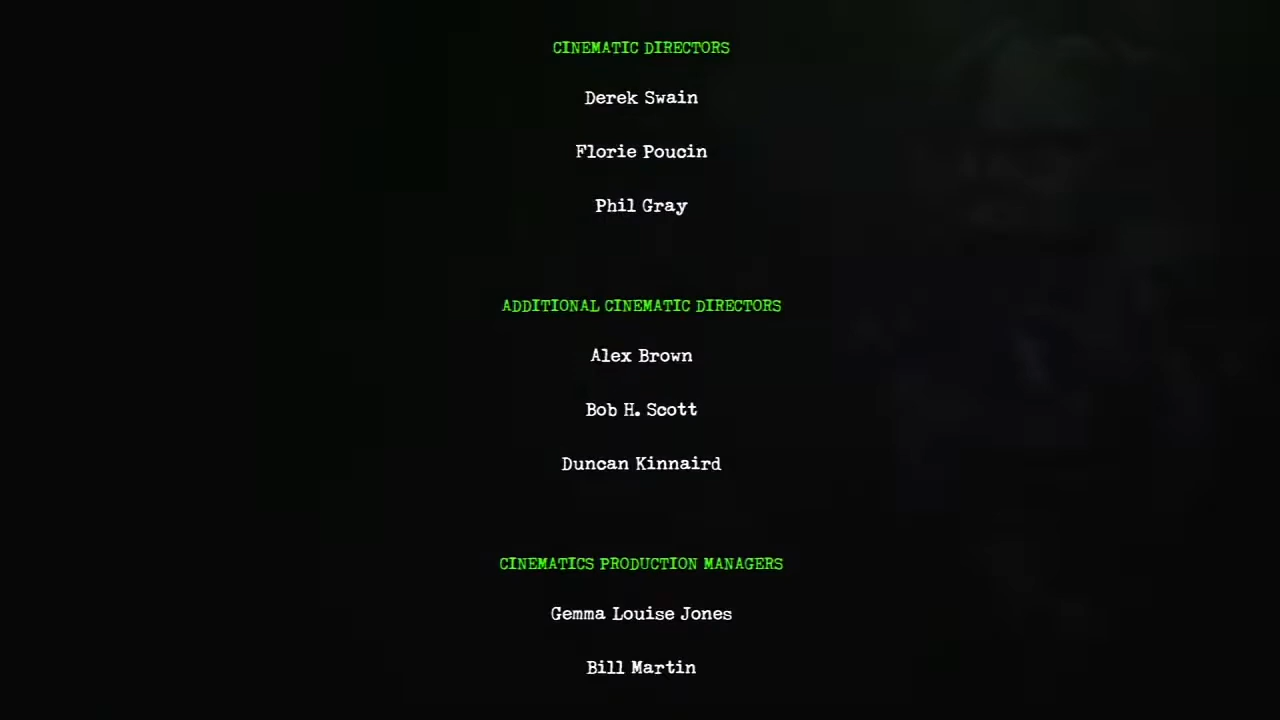 CINEMATIC DIRECTORS
Derek Swain
Florie Poucin
Phil Gray
ADDITIONAL CINEMATIC DIRECTORS
Alex Brown
Bob H. Scott
Duncan Kinnaird
CINEMATICS PRODUCTION MANAGERS
Gemma Louise Jones
Bill Martin